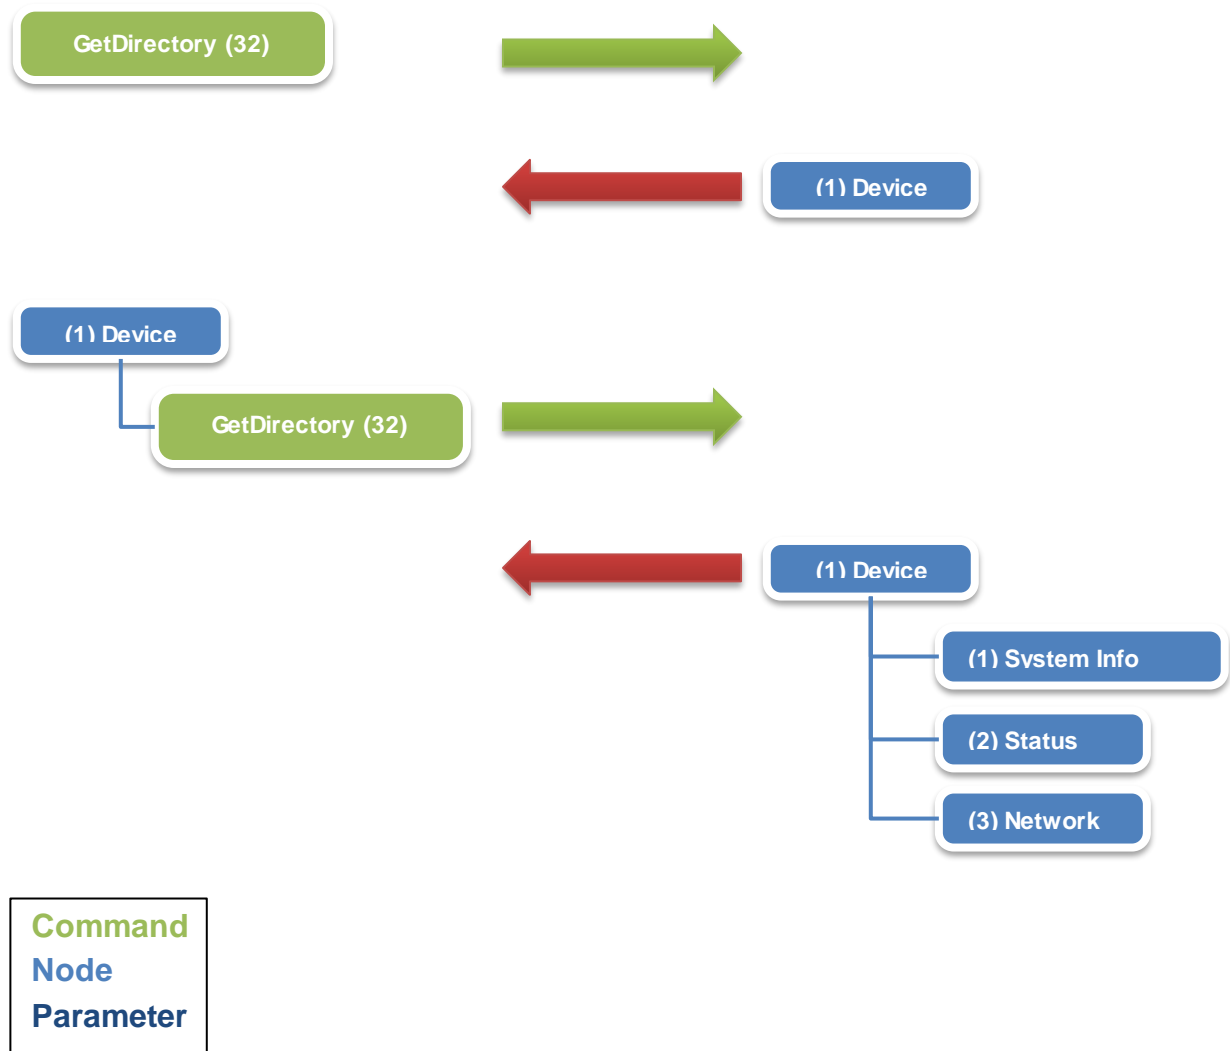 GetDirectory (32)
(1) Device
(1) Device
GetDirectory (32)
(1) Device
(1) System Info
(2) Status
(3) Network
Command
Node
Parameter